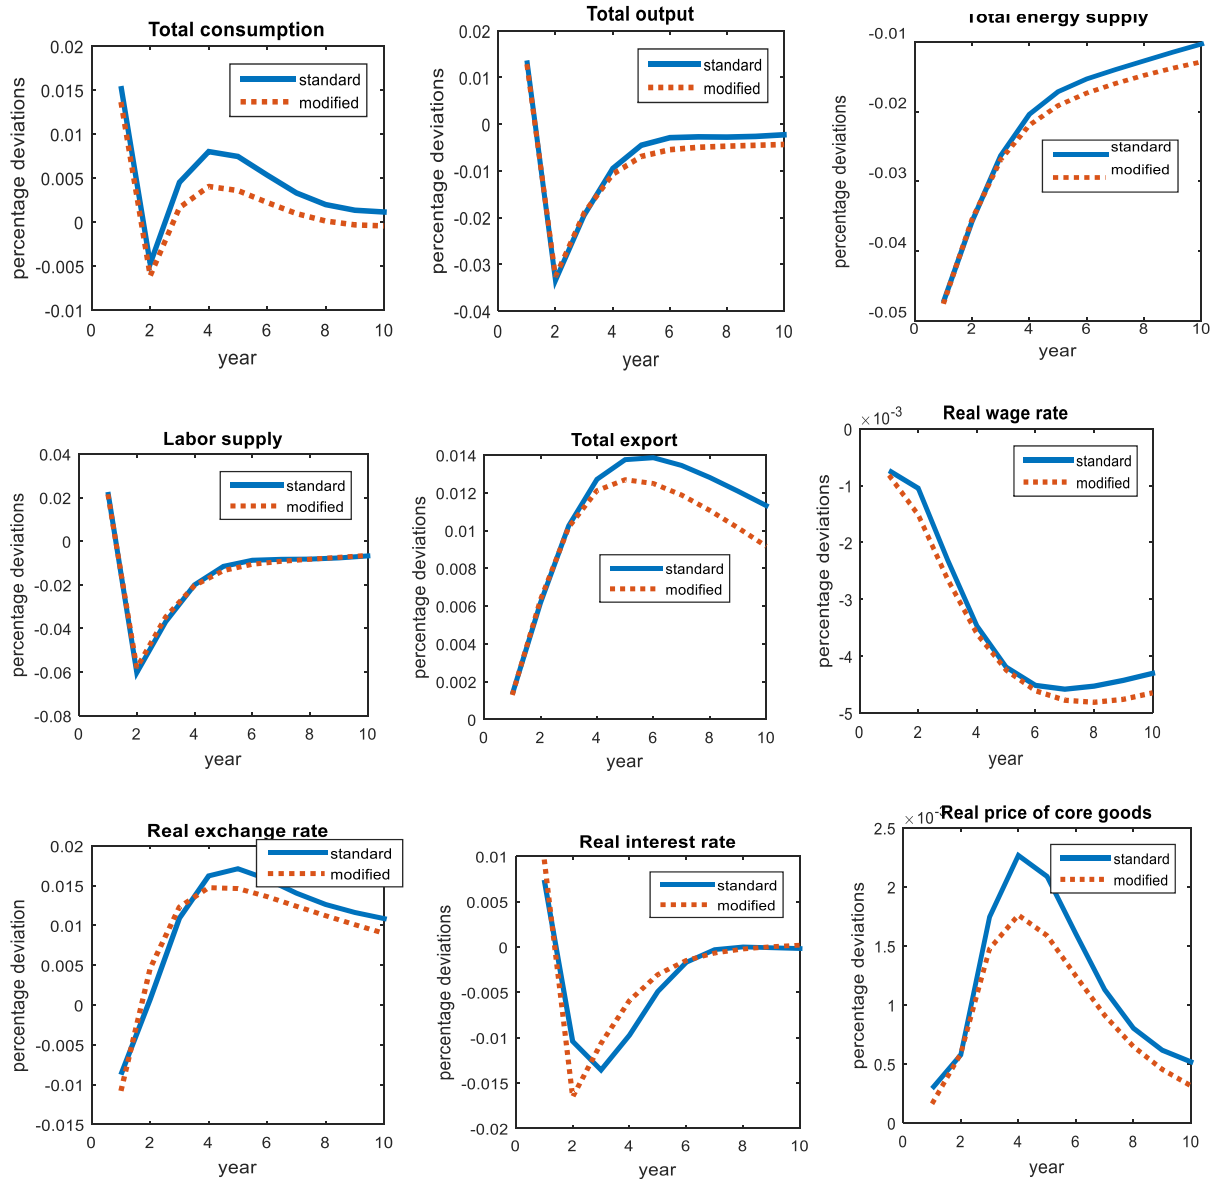 Total consumption
0.02
0.015
0.01
0.005
0
-0.005
-0.01
0 2 4 6 8 10
percentage deviations
year
standard
modified
Total output
0.02
0.01
0
-0.01
-0.02
-0.03
-0.04
0 2 4 6 8 10
percentage deviations
year
standard
modified
Total energy supply
-0.01
-0.02
-0.03
-0.04
-0.05
0 2 4 6 8 10
percentage deviations
year
standard
modified
Labor supply
0.04
0.02
0
-0.02
-0.04
-0.06
-0.08
0 2 4 6 8 10
percentage deviations
year
standard
modified
Total export
0.014
0.012
0.01
0.008
0.006
0.004
0.002
0
0 2 4 6 8 10
percentage deviations
year
standard
modified
Real wage rate
×10-3
0
-1
-2
-3
-4
-5
0 2 4 6 8 10
percentage deviations
year
standard
modified
Real exchange rate
0.02
0.015
0.01
0.005
0
-0.005
-0.01
-0.015
0 2 4 6 8 10
percentage deviation
year
standard
modified
Real interest rate
0.01
0.005
0
-0.005
-0.01
-0.015
-0.02
0 2 4 6 8 10
percentage deviations
year
standard
modified
Real price of core goods
×10-3
2.5
2
1.5
1
0.5
0
0 2 4 6 8 10
percentage deviations
year
standard
modified